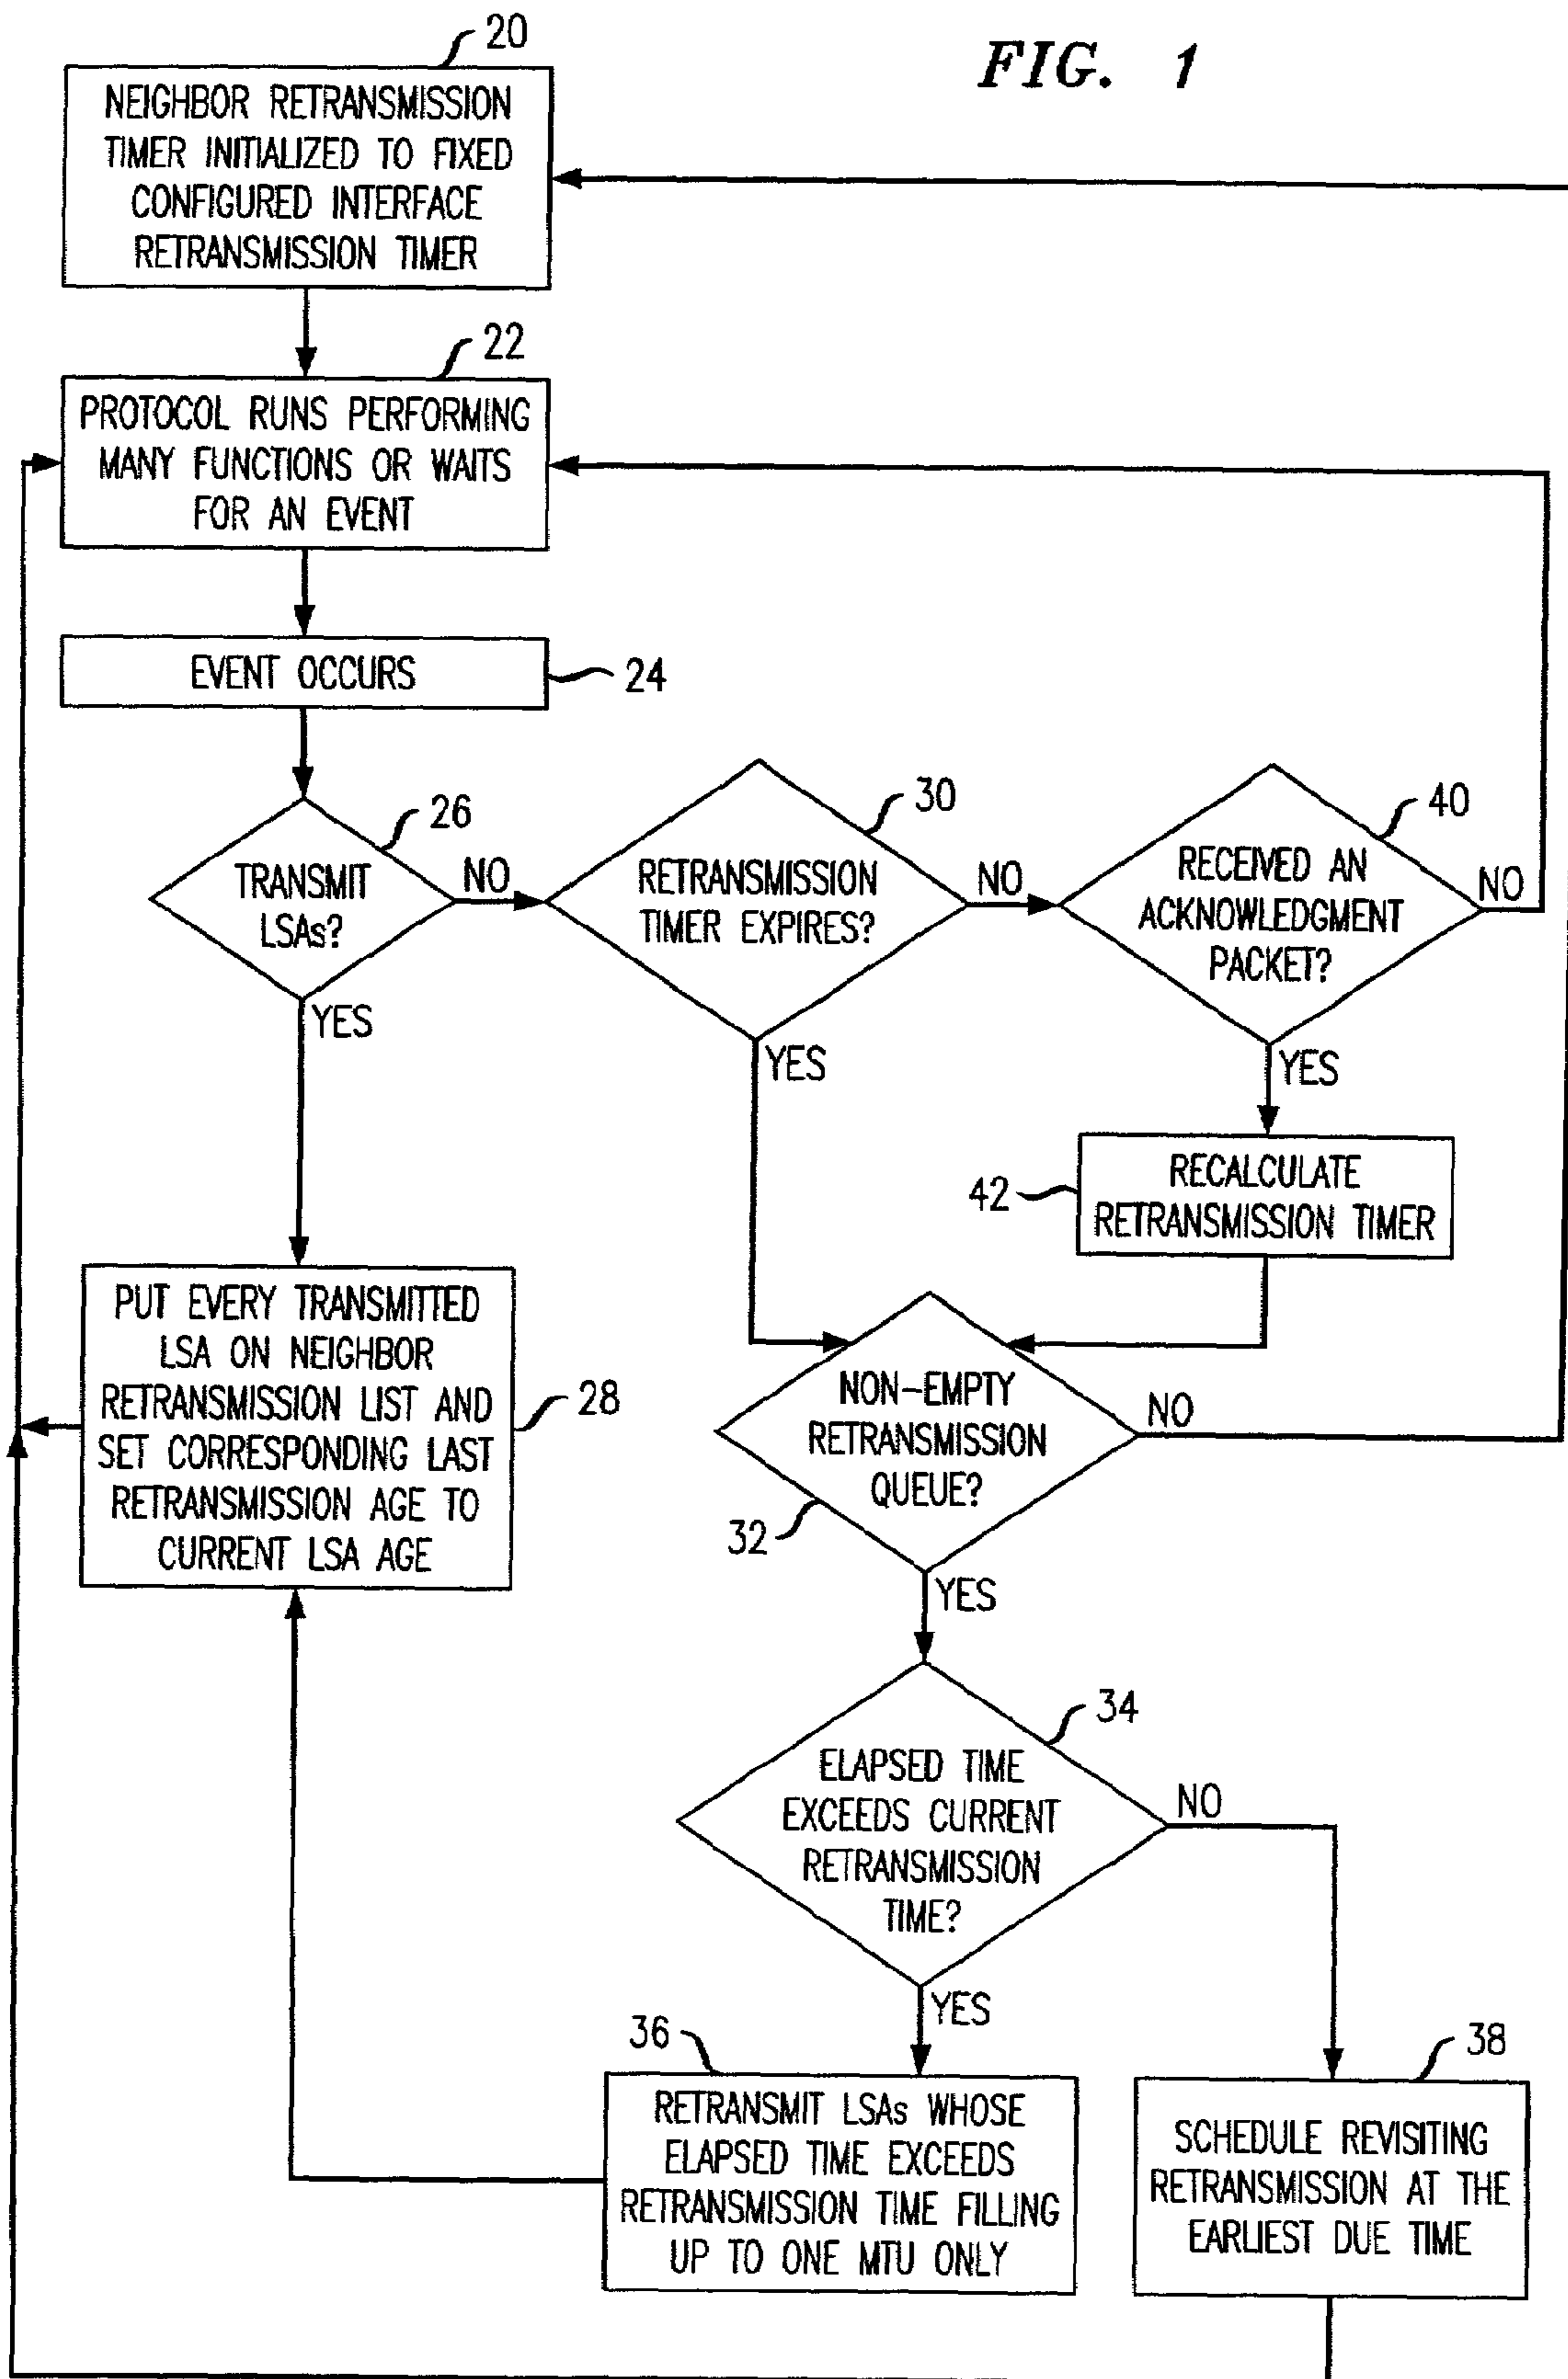 FIG. 1
20
NEIGHBOR RETRANSMISSION
TIMER INITIALIZED TO FIXED
CONFIGURED INTERFACE
RETRANSMISSION TIMER
22
PROTOCOL RUNS PERFORMING
MANY FUNCTIONS OR WAITS
FOR AN EVENT
EVENT OCCURS
24
26
TRANSMIT
LSAs?
NO
YES
30
RETRANSMISSION
TIMER EXPIRES?
NO
YES
40
RECEIVED AN
ACKNOWLEDGMENT
PACKET?
NO
YES
42
RECALCULATE
RETRANSMISSION TIMER
PUT EVERY TRANSMITTED
LSA ON NEIGHBOR
RETRANSMISSION LIST AND
SET CORRESPONDING LAST
RETRANSMISSION AGE TO
CURRENT LSA AGE
28
NON-EMPTY
RETRANSMISSION
QUEUE?
NO
32
YES
34
ELAPSED TIME
EXCEEDS CURRENT
RETRANSMISSION
TIME?
NO
YES
36
RETRANSMIT LSAs WHOSE
ELAPSED TIME EXCEEDS
RETRANSMISSION TIME FILLING
UP TO ONE MTU ONLY
38
SCHEDULE REVISITING
RETRANSMISSION AT THE
EARLIEST DUE TIME